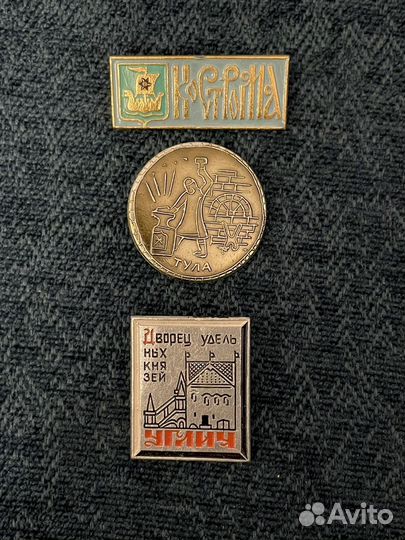 Кострома
ТУЛА
Дворец удель
ных
кня
зей
УГЛИЧ
Avito